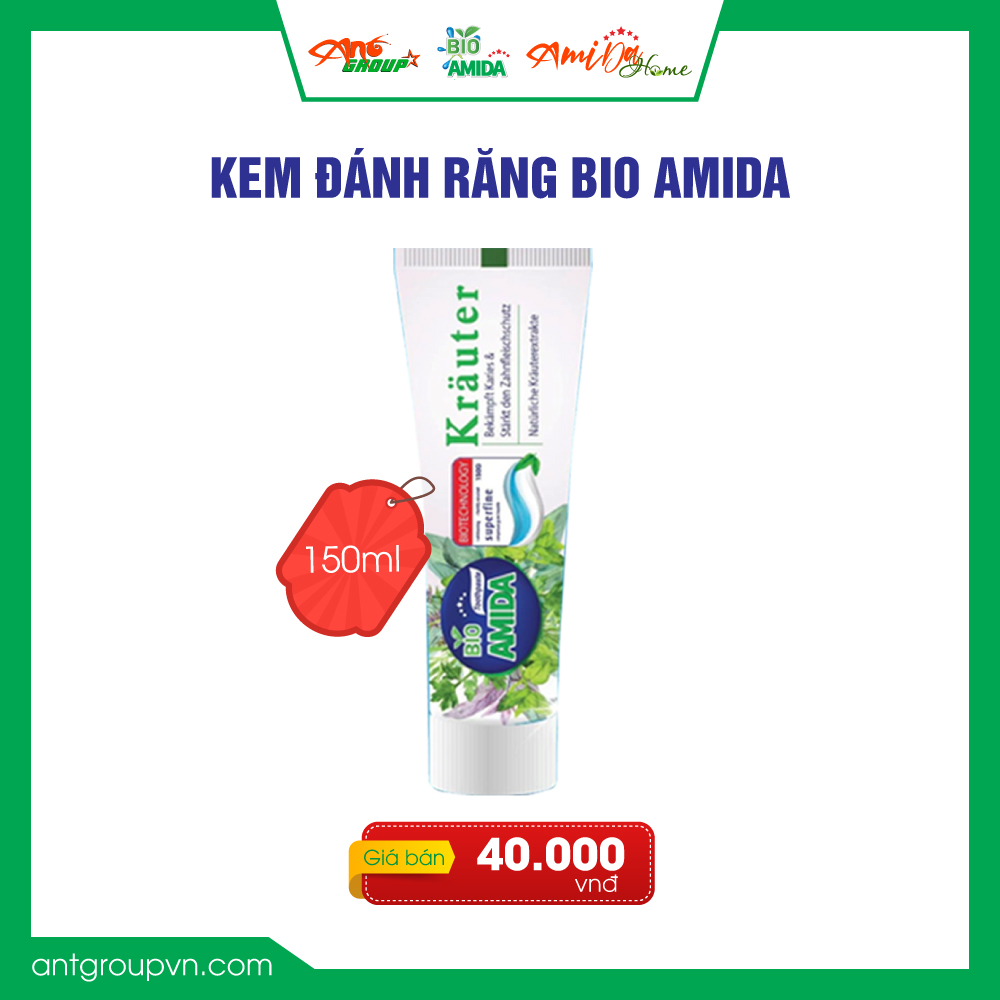 Ant
GROUP
BIO
AMIDA
AmiDa
Home
KEM ĐÁNH RĂNG BIO AMIDA
Kräuter
Bekämpft Karies &
Stärkt den Zahnfleischschutz
Natürliche Kräuterextrakte
BIOTECHNOLOGY
superfine
Toothpaste
BIO
AMIDA
150ml
Giá bán
40.000
vnđ
antgroupvn.com